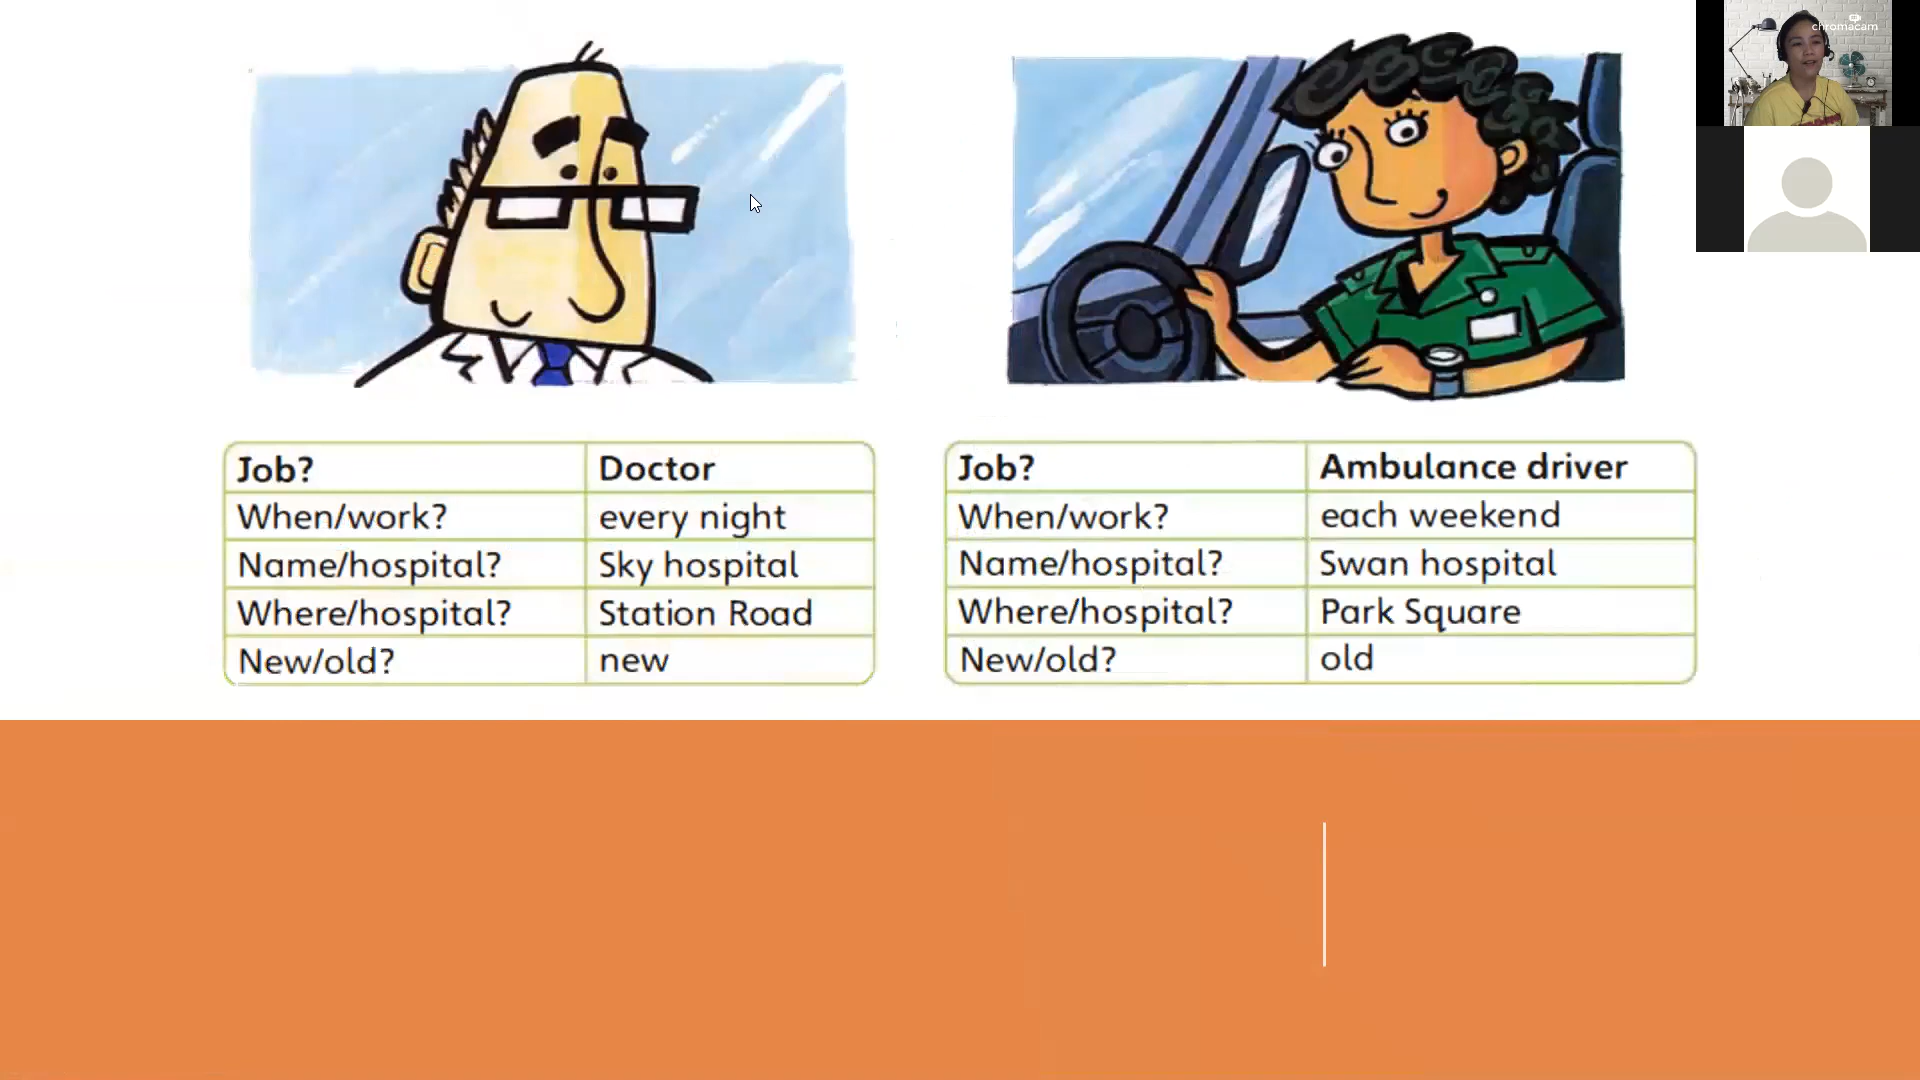 chromacam
Job? Doctor
When/work? every night
Name/hospital? Sky hospital
Where/hospital? Station Road
New/old? new
Job? Ambulance driver
When/work? each weekend
Name/hospital? Swan hospital
Where/hospital? Park Square
New/old? old